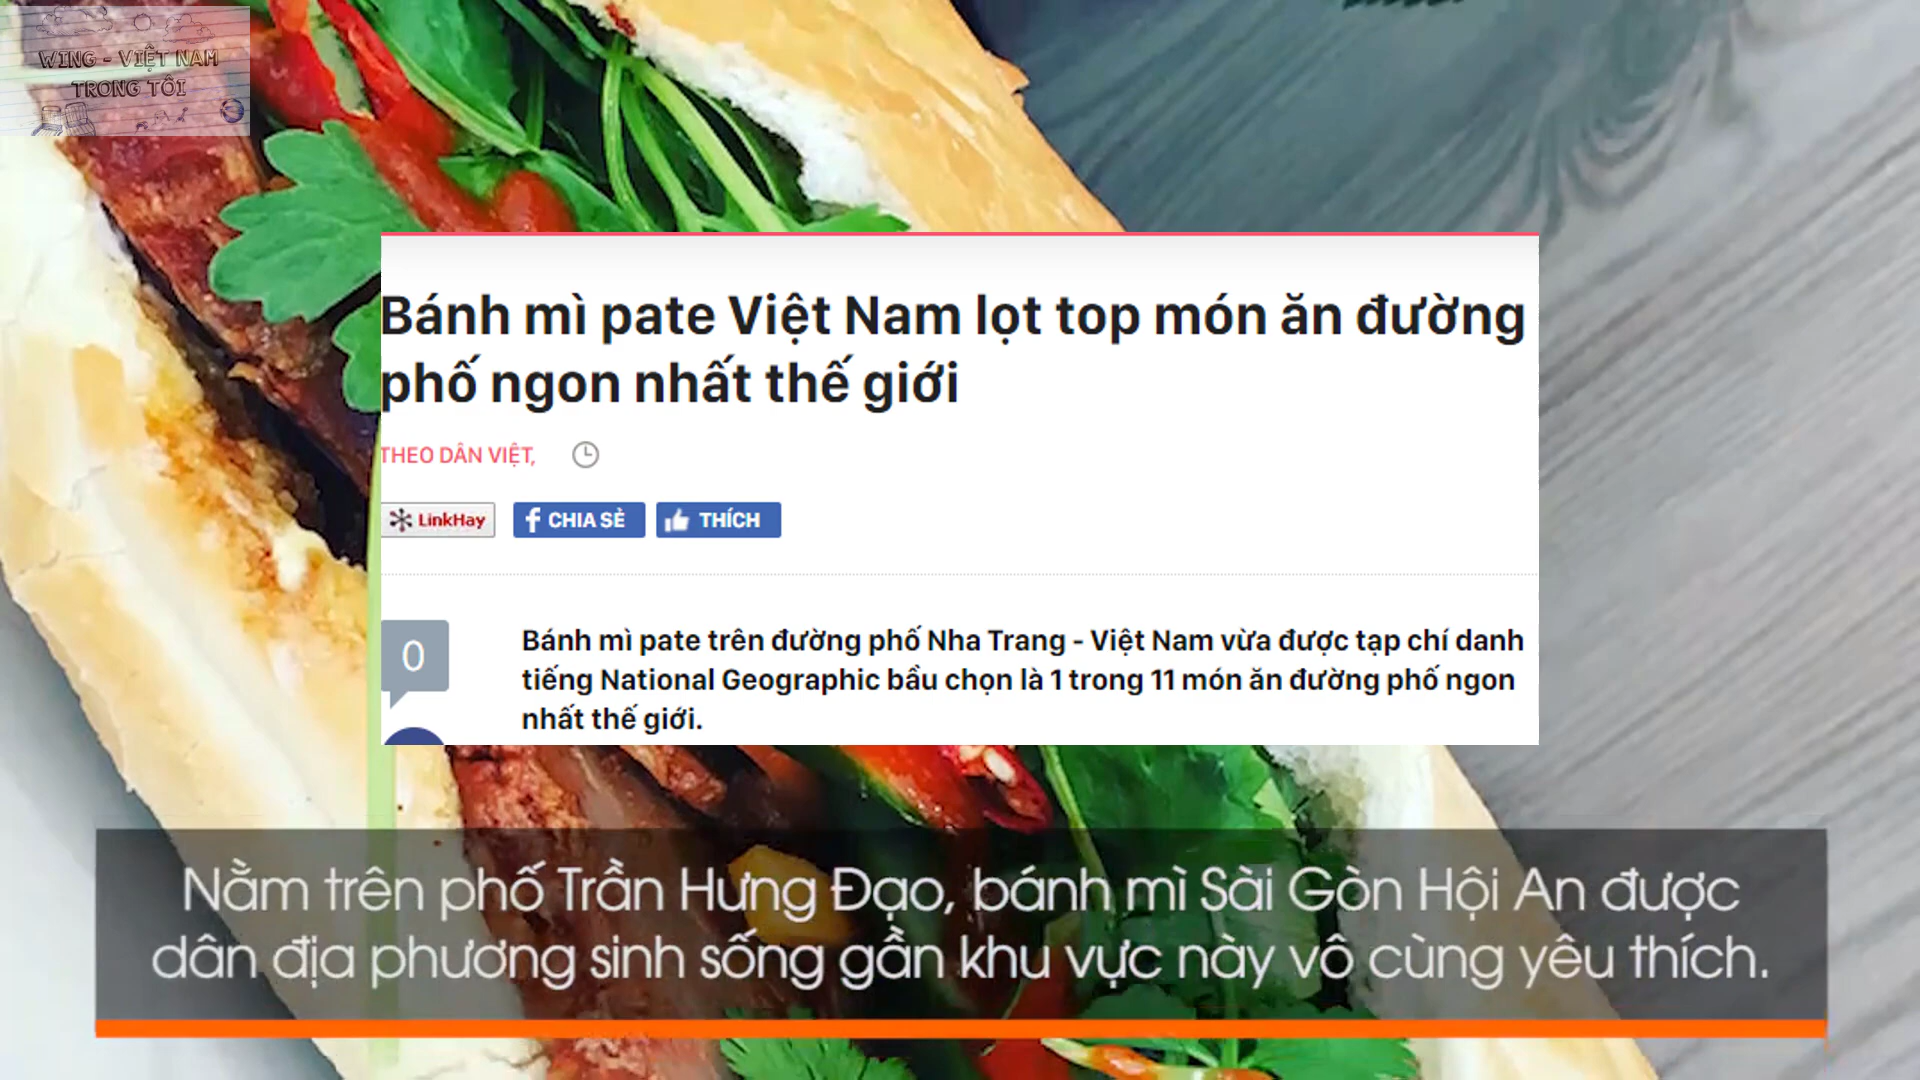 WING - VIỆT NAM
TRONG TÔI
Bánh mì pate Việt Nam lọt top món ăn đường
phố ngon nhất thế giới
THEO DÂN VIỆT,
LinkHay
CHIA SẺ
THÍCH
0
Bánh mì pate trên đường phố Nha Trang - Việt Nam vừa được tạp chí danh
tiếng National Geographic bầu chọn là 1 trong 11 món ăn đường phố ngon
nhất thế giới.
Nằm trên phố Trần Hưng Đạo, bánh mì Sài Gòn Hội An được
dân địa phương sinh sống gần khu vực này vô cùng yêu thích.